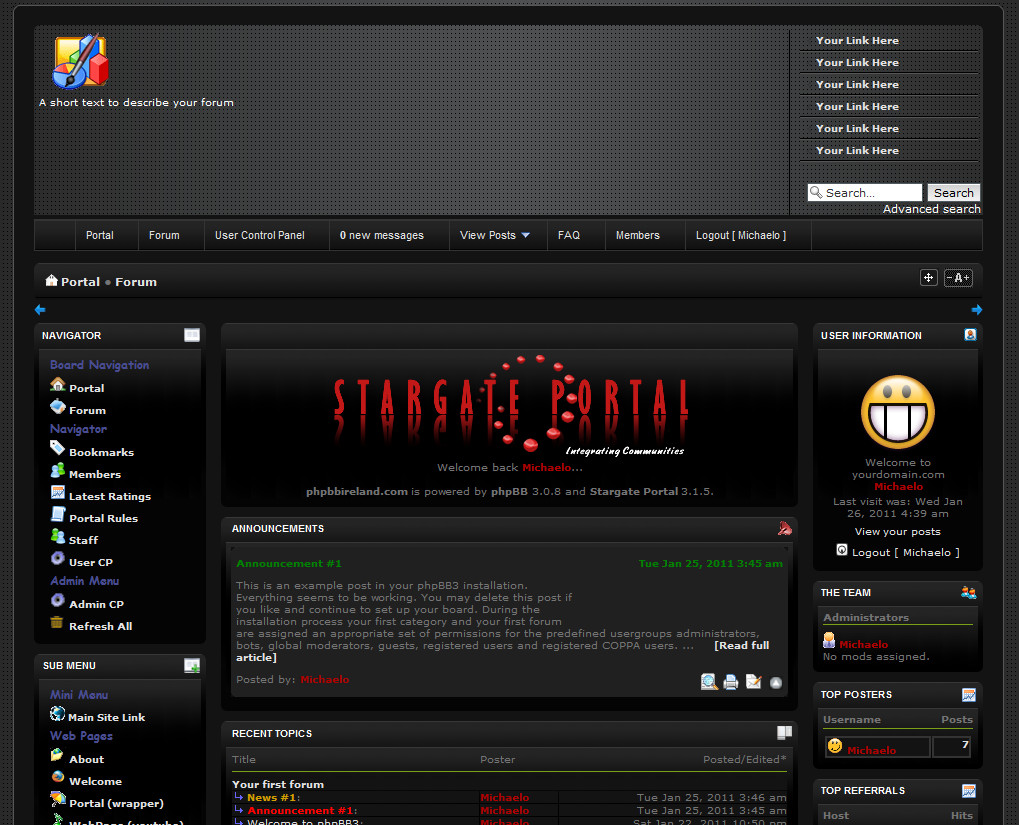 A short text to describe your forum
Your Link Here
Your Link Here
Your Link Here
Your Link Here
Your Link Here
Your Link Here
Search...
Search
Advanced search
Portal
Forum
User Control Panel
0 new messages
View Posts
FAQ
Members
Logout [ Michaelo ]
Portal • Forum
- A +
NAVIGATOR
Board Navigation
Portal
Forum
Navigator
Bookmarks
Members
Latest Ratings
Portal Rules
Staff
User CP
Admin Menu
Admin CP
Refresh All
SUB MENU
Mini Menu
Main Site Link
Web Pages
About
Welcome
Portal (wrapper)
WebPage (youtube)
STARGATE PORTAL
Integrating Communities
Welcome back Michaelo...
phpbbireland.com is powered by phpBB 3.0.8 and Stargate Portal 3.1.5.
ANNOUNCEMENTS
Announcement #1
Tue Jan 25, 2011 3:45 am
This is an example post in your phpBB3 installation.
Everything seems to be working. You may delete this post if
you like and continue to set up your board. During the
installation process your first category and your first forum
are assigned an appropriate set of permissions for the predefined usergroups administrators,
bots, global moderators, guests, registered users and registered COPPA users. ... [Read full
article]
Posted by: Michaelo
RECENT TOPICS
Title Poster Posted/Edited*
Your first forum
News #1: Michaelo Tue Jan 25, 2011 3:46 am
Announcement #1: Michaelo Tue Jan 25, 2011 3:45 am
Welcome to phpBB3: Michaelo Sat Jan 22, 2011 10:50 pm
USER INFORMATION
Welcome to
yourdomain.com
Michaelo
Last visit was: Wed Jan
26, 2011 4:39 am
View your posts
Logout [ Michaelo ]
THE TEAM
Administrators
Michaelo
No mods assigned.
TOP POSTERS
Username Posts
Michaelo 7
TOP REFERRALS
Host Hits